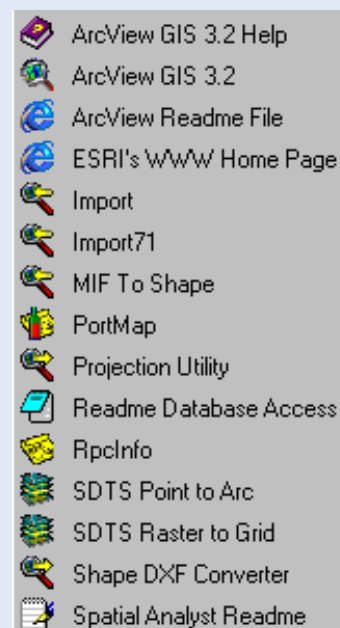 ArcView GIS 3.2 Help
ArcView GIS 3.2
ArcView Readme File
ESRI's WWW Home Page
Import
Import71
MIF To Shape
PortMap
Projection Utility
Readme Database Access
RpcInfo
SDTS Point to Arc
SDTS Raster to Grid
Shape DXF Converter
Spatial Analyst Readme